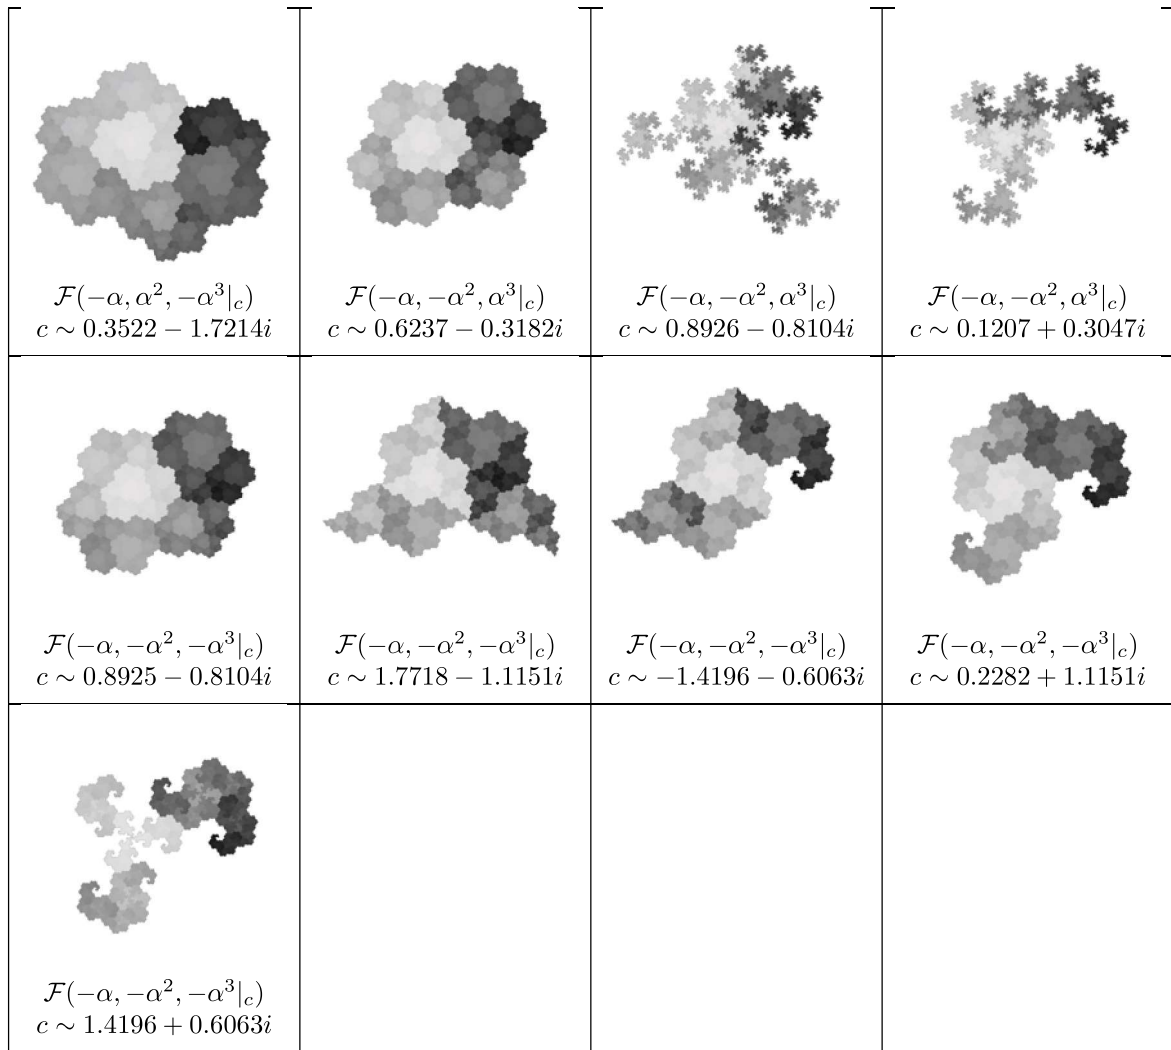 𝓕(−α, α², −α³|_c)
c ∼ 0.3522 − 1.7214i
𝓕(−α, −α², α³|_c)
c ∼ 0.6237 − 0.3182i
𝓕(−α, −α², α³|_c)
c ∼ 0.8926 − 0.8104i
𝓕(−α, −α², α³|_c)
c ∼ 0.1207 + 0.3047i
𝓕(−α, −α², −α³|_c)
c ∼ 0.8925 − 0.8104i
𝓕(−α, −α², −α³|_c)
c ∼ 1.7718 − 1.1151i
𝓕(−α, −α², −α³|_c)
c ∼ −1.4196 − 0.6063i
𝓕(−α, −α², −α³|_c)
c ∼ 0.2282 + 1.1151i
𝓕(−α, −α², −α³|_c)
c ∼ 1.4196 + 0.6063i